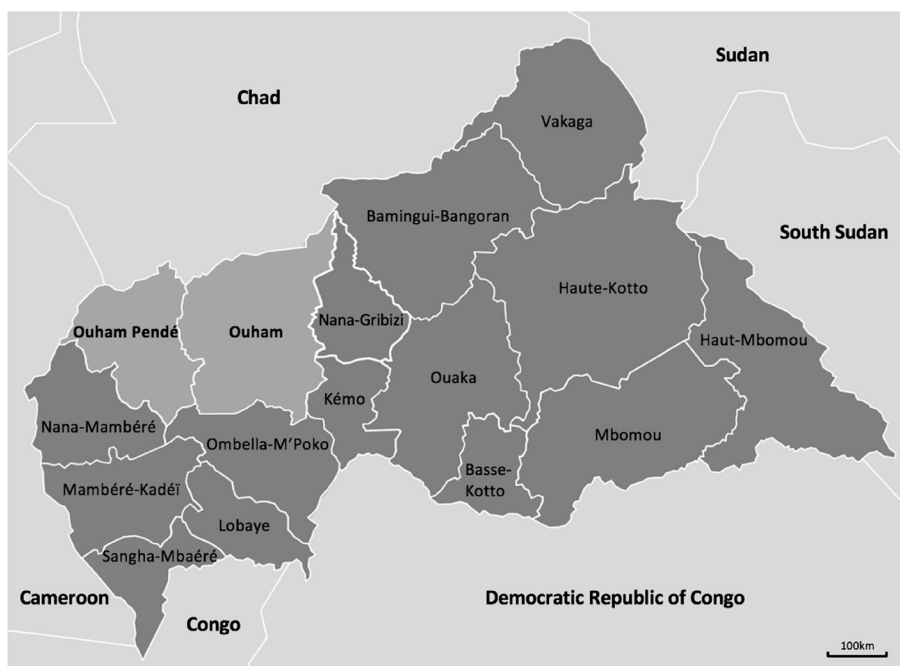 Sudan
Chad
Vakaga
Bamingui-Bangoran
South Sudan
Haute-Kotto
Nana-Gribizi
Ouham Pendé
Ouham
Haut-Mbomou
Ouaka
Kémo
Nana-Mambéré
Mbomou
Ombella-M'Poko
Basse-
Kotto
Mambéré-Kadéï
Lobaye
Sangha-Mbaéré
Cameroon
Democratic Republic of Congo
Congo
100km